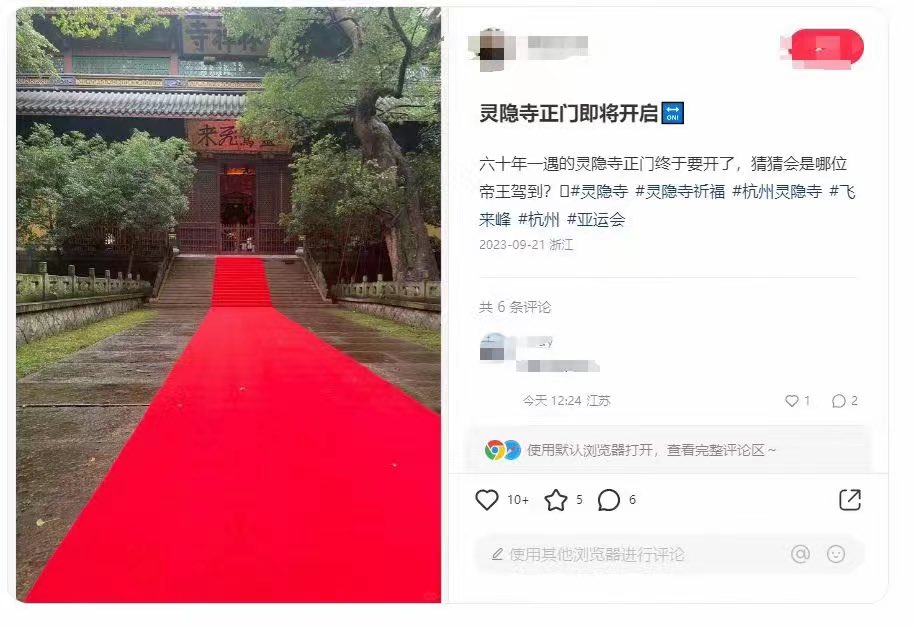 灵隐寺正门即将开启
六十年一遇的灵隐寺正门终于要开了，猜猜会是哪位
帝王驾到？#灵隐寺 #灵隐寺祈福 #杭州灵隐寺 #飞
来峰 #杭州 #亚运会
2023-09-21 浙江
共 6 条评论
今天 12:24 江苏
1
2
使用默认浏览器打开，查看完整评论区～
10+
5
6
使用其他浏览器进行评论